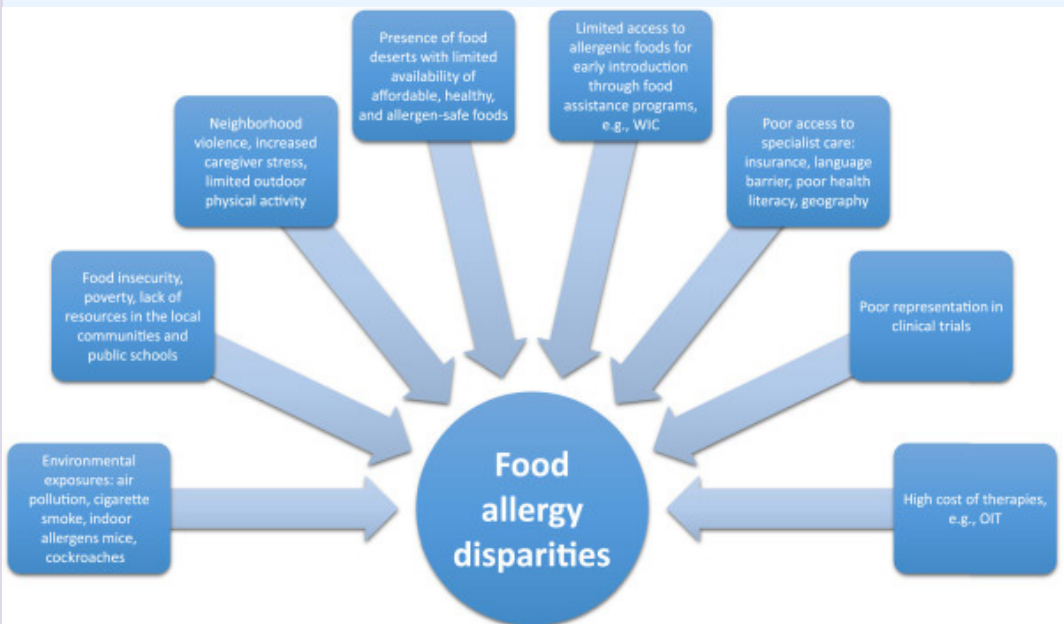 Environmental exposures: air
pollution, cigarette
smoke, indoor
allergens mice,
cockroaches
Food insecurity,
poverty, lack of
resources in the local
communities and
public schools
Neighborhood
violence, increased
caregiver stress,
limited outdoor
physical activity
Presence of food
deserts with limited
availability of
affordable, healthy,
and allergen-safe foods
Limited access to
allergenic foods for
early introduction
through food
assistance programs,
e.g., WIC
Poor access to
specialist care:
insurance, language
barrier, poor health
literacy, geography
Poor representation in
clinical trials
High cost of therapies,
e.g., OIT
Food
allergy
disparities